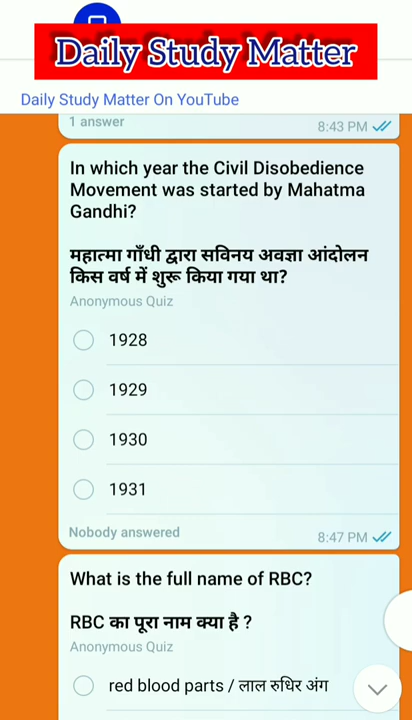 Daily Study Matter
Daily Study Matter On YouTube
1 answer
8:43 PM
In which year the Civil Disobedience
Movement was started by Mahatma
Gandhi?
महात्मा गाँधी द्वारा सविनय अवज्ञा आंदोलन
किस वर्ष में शुरू किया गया था?
Anonymous Quiz
1928
1929
1930
1931
Nobody answered
8:47 PM
What is the full name of RBC?
RBC का पूरा नाम क्या है ?
Anonymous Quiz
red blood parts / लाल रुधिर अंग